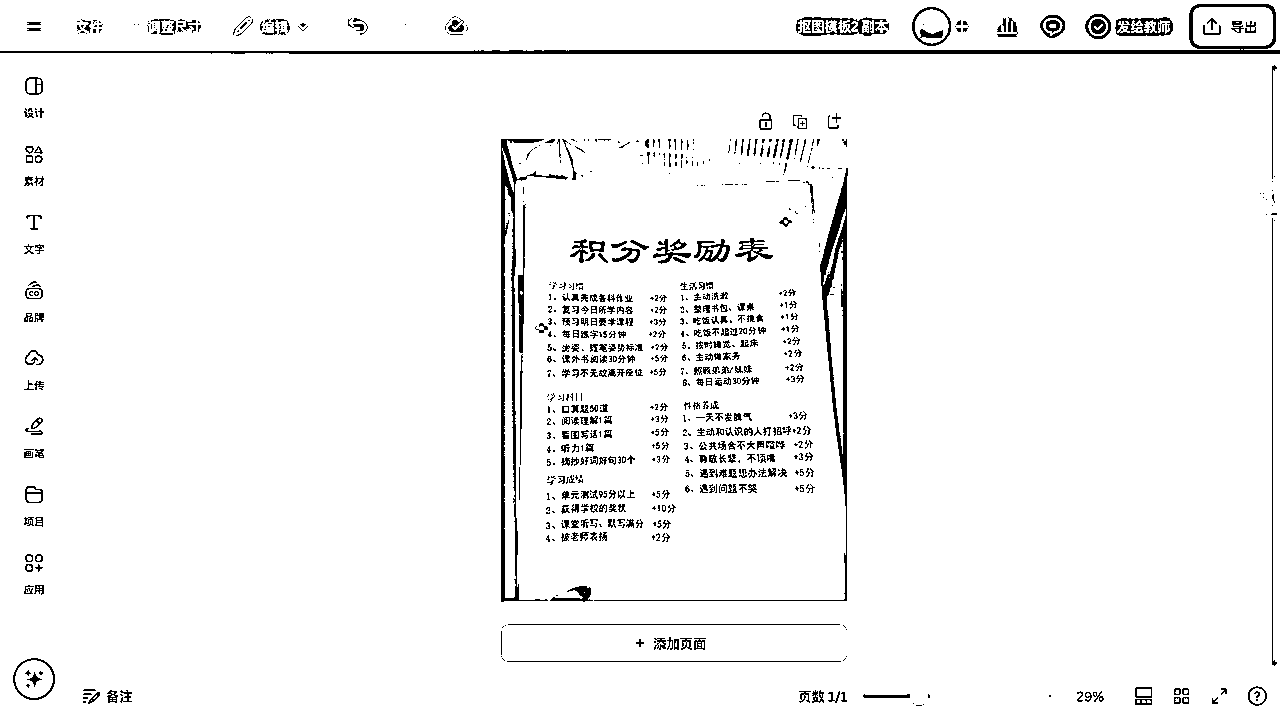 文件
调整尺寸
编辑
抠图模板2 副本
发给教师
导出
设计
素材
文字
品牌
上传
画笔
项目
应用
积分奖励表
学习习惯
1、认真完成各科作业 +2分
2、复习今日所学内容 +2分
3、预习明日要学课程 +3分
4、每日练字15分钟 +2分
5、坐姿、握笔姿势标准 +2分
6、课外书阅读30分钟 +5分
7、学习不无故离开座位 +5分
学习科目
1、口算题50道 +2分
2、阅读理解1篇 +3分
3、看图写话1篇 +5分
4、听力1篇 +5分
5、摘抄好词好句30个 +3分
学习成绩
1、单元测试95分以上 +5分
2、获得学校的奖状 +10分
3、课堂听写、默写满分 +5分
4、被老师表扬 +2分
生活习惯
1、主动洗漱 +2分
2、整理书包、课桌 +1分
3、吃饭认真、不挑食 +1分
4、吃饭不超过20分钟 +1分
5、按时睡觉、起床 +2分
6、主动做家务 +2分
7、照顾弟弟/妹妹 +2分
8、每日运动30分钟 +3分
性格养成
1、一天不发脾气 +3分
2、主动和认识的人打招呼+2分
3、公共场合不大声喧哗 +2分
4、尊敬长辈、不顶嘴 +3分
5、遇到难题想办法解决 +5分
6、遇到问题不哭 +5分
+ 添加页面
备注
页数 1/1
29%